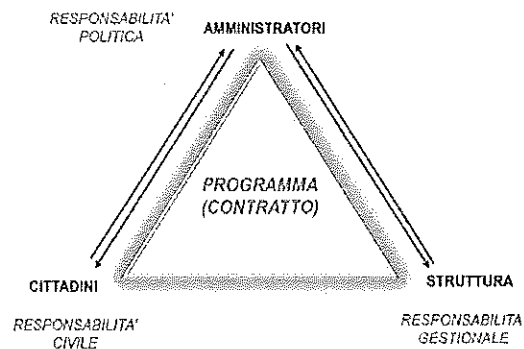 RESPONSABILITA'
POLITICA
AMMINISTRATORI
PROGRAMMA
(CONTRATTO)
CITTADINI
STRUTTURA
RESPONSABILITA'
CIVILE
RESPONSABILITA
GESTIONALE